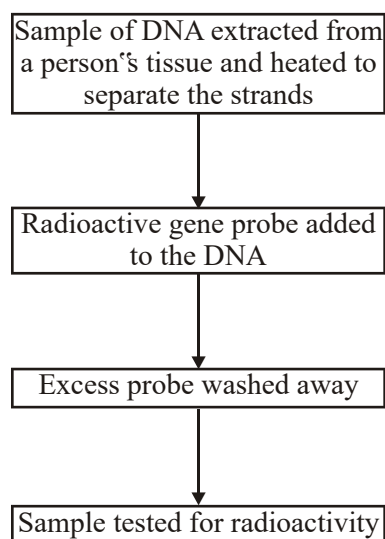 Sample of DNA extracted from
a person‟s tissue and heated to
separate the strands
Radioactive gene probe added
to the DNA
Excess probe washed away
Sample tested for radioactivity